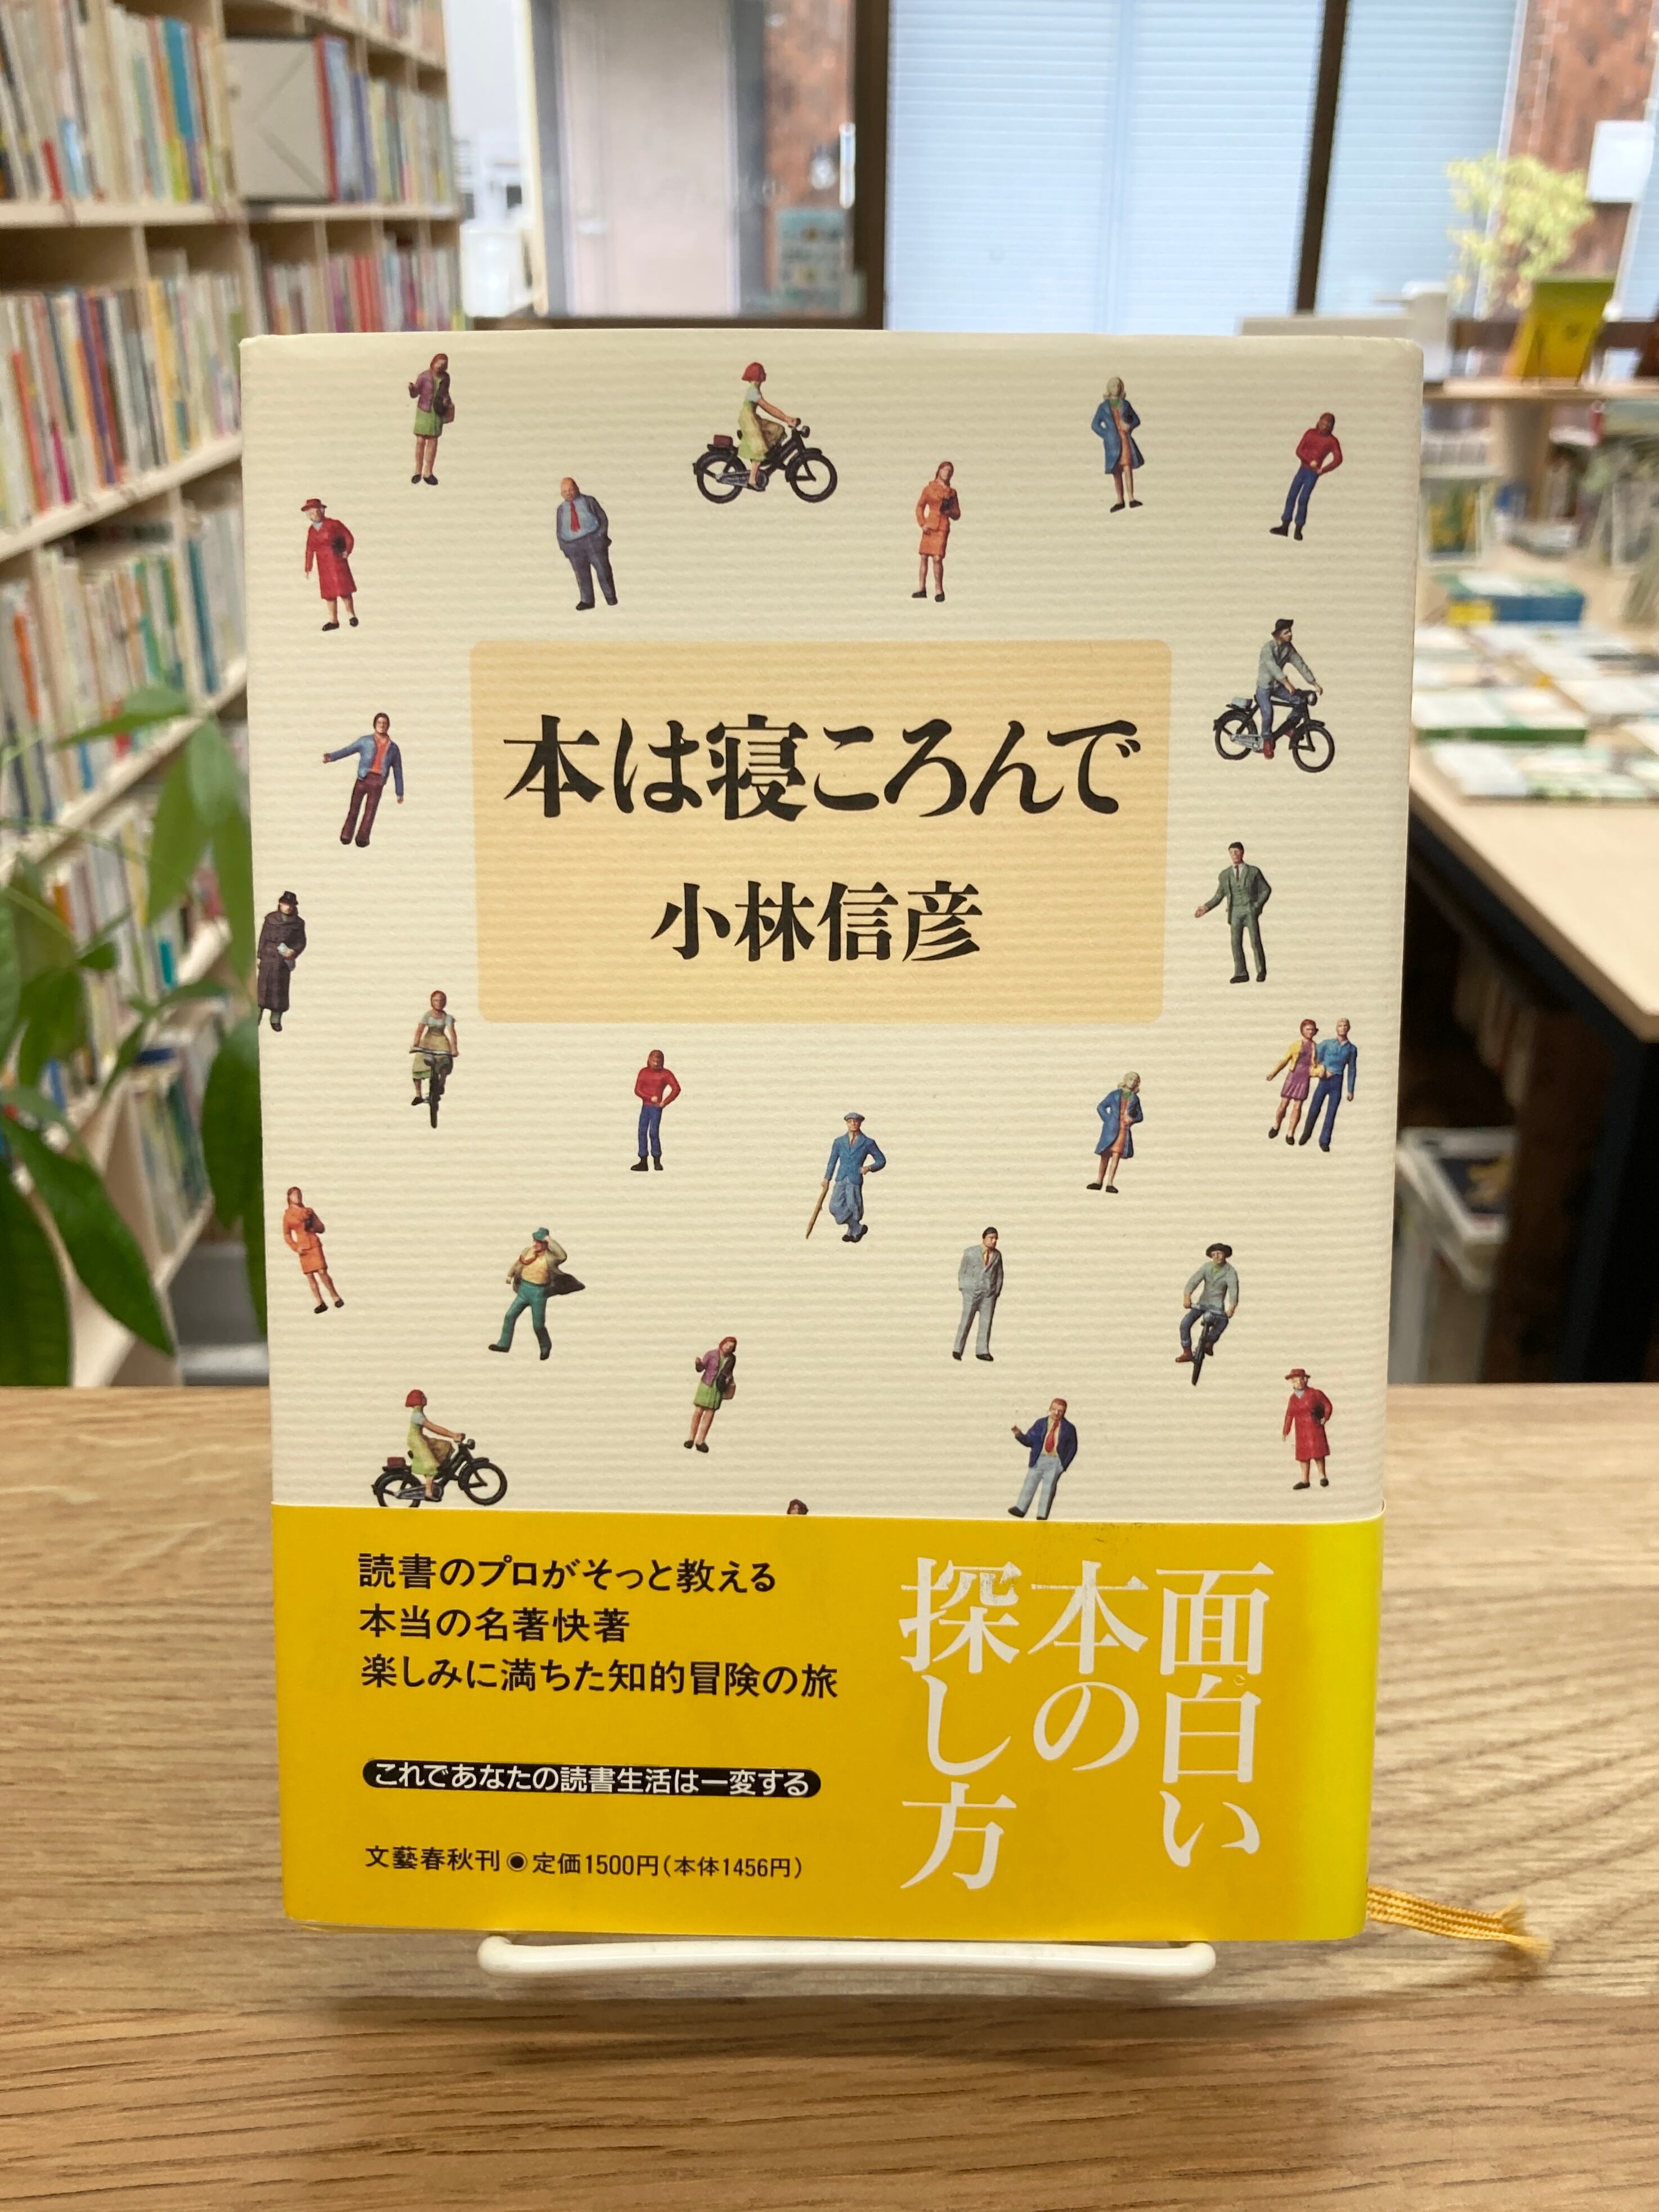 本は寝ころんで
小林信彦
面白い
本の
探し方
読書のプロがそっと教える
本当の名著快著
楽しみに満ちた知的冒険の旅
これであなたの読書生活は一変する
文藝春秋刊◉定価1500円(本体1456円)